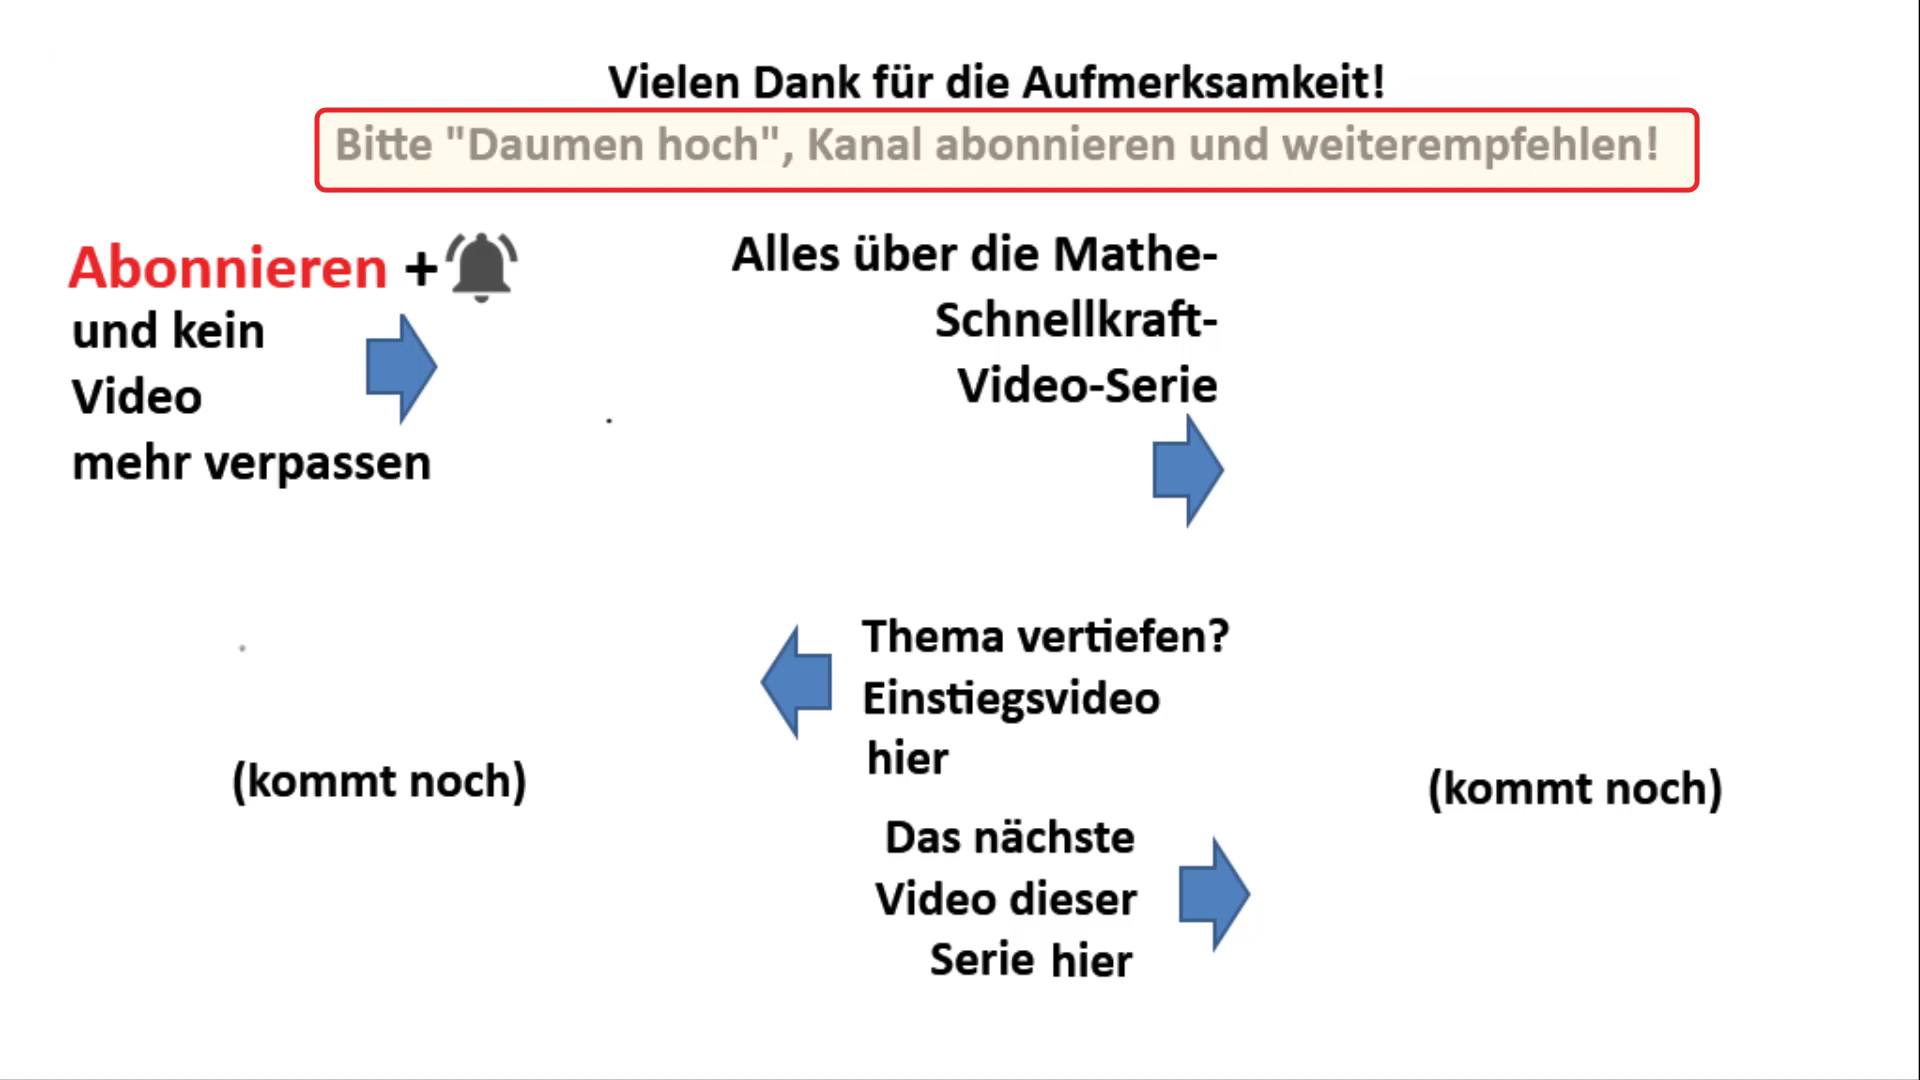 Vielen Dank für die Aufmerksamkeit!
Bitte "Daumen hoch", Kanal abonnieren und weiterempfehlen!
Abonnieren +
und kein
Video
mehr verpassen
Alles über die Mathe-
Schnellkraft-
Video-Serie
Thema vertiefen?
Einstiegsvideo
hier
(kommt noch)
(kommt noch)
Das nächste
Video dieser
Serie hier